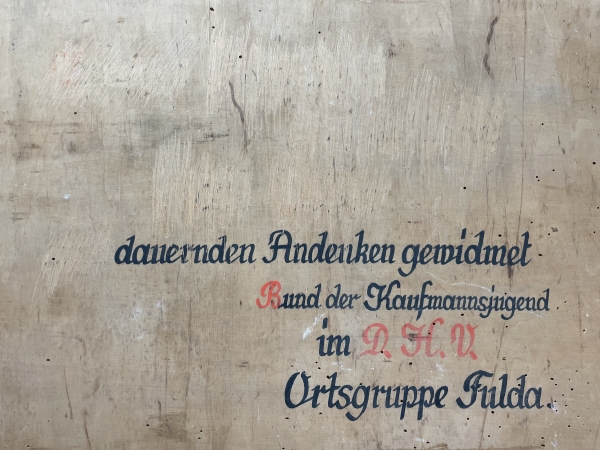 dauernden Andenken gewidmet
Bund der Kaufmannsjugend
im D.H.V.
Ortsgruppe Fulda.